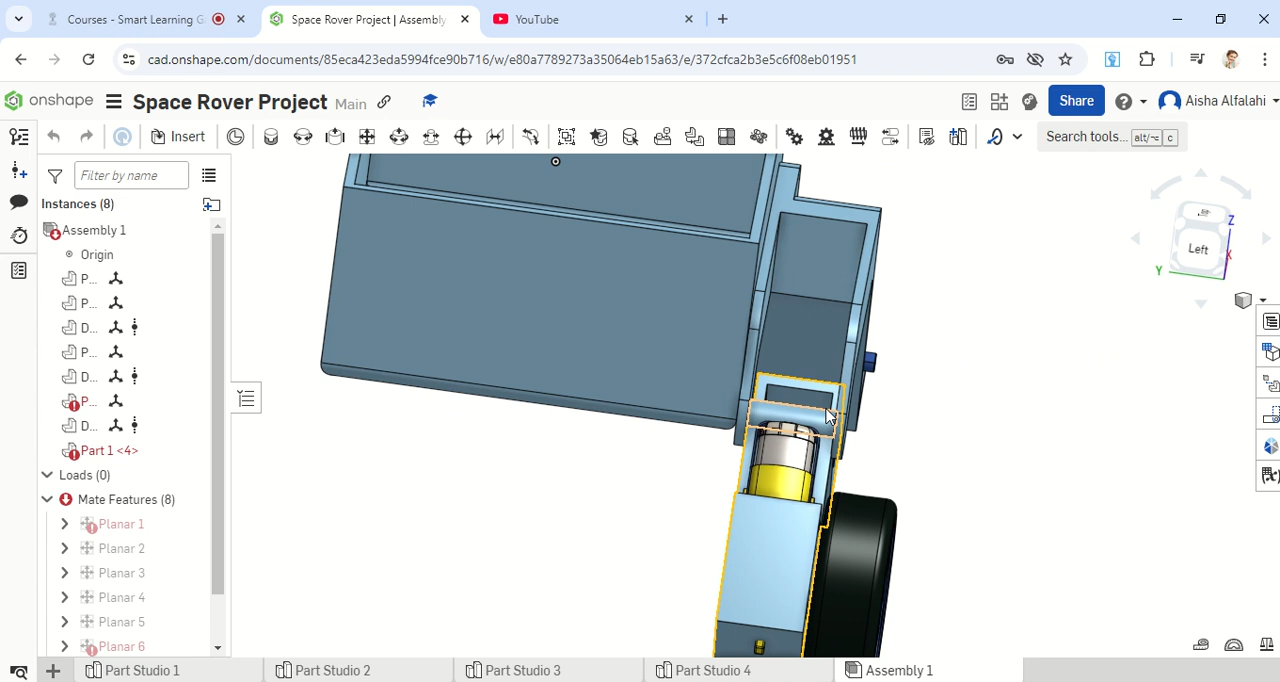 Courses - Smart Learning G
Space Rover Project | Assembly
YouTube
cad.onshape.com/documents/85eca423eda5994fce90b716/w/e80a7789273a35064eb15a63/e/372cfca2b3e5c6f08eb01951
onshape Space Rover Project Main
Share
Aisha Alfalahi
Insert
Search tools... alt/⌥ c
Filter by name
Instances (8)
Assembly 1
Origin
P...
P...
D...
P...
D...
P...
D...
Part 1 <4>
Loads (0)
Mate Features (8)
Planar 1
Planar 2
Planar 3
Planar 4
Planar 5
Planar 6
Left
Z
X
Y
Part Studio 1
Part Studio 2
Part Studio 3
Part Studio 4
Assembly 1